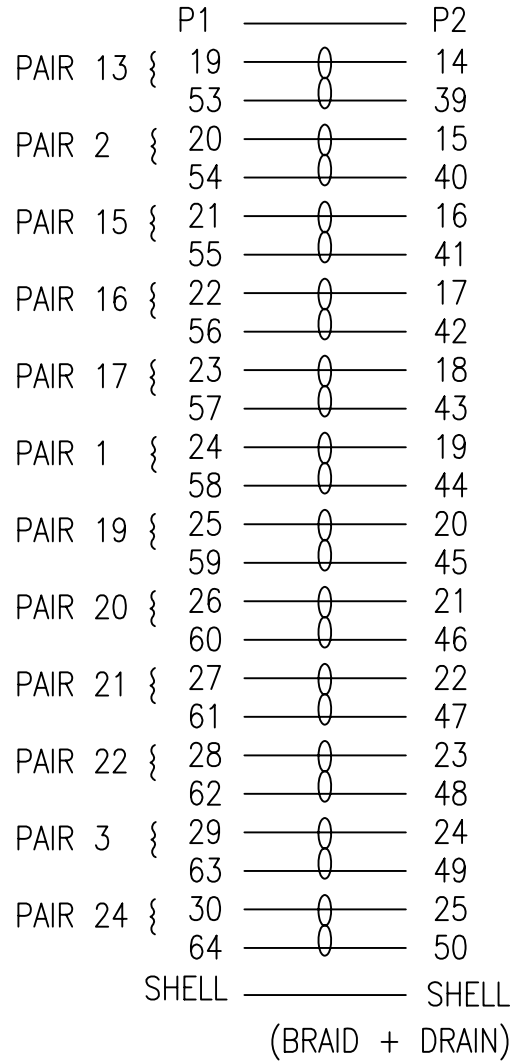 P1 P2
PAIR 13 { 19 14
53 39
PAIR 2 { 20 15
54 40
PAIR 15 { 21 16
55 41
PAIR 16 { 22 17
56 42
PAIR 17 { 23 18
57 43
PAIR 1 { 24 19
58 44
PAIR 19 { 25 20
59 45
PAIR 20 { 26 21
60 46
PAIR 21 { 27 22
61 47
PAIR 22 { 28 23
62 48
PAIR 3 { 29 24
63 49
PAIR 24 { 30 25
64 50
SHELL SHELL
(BRAID + DRAIN)